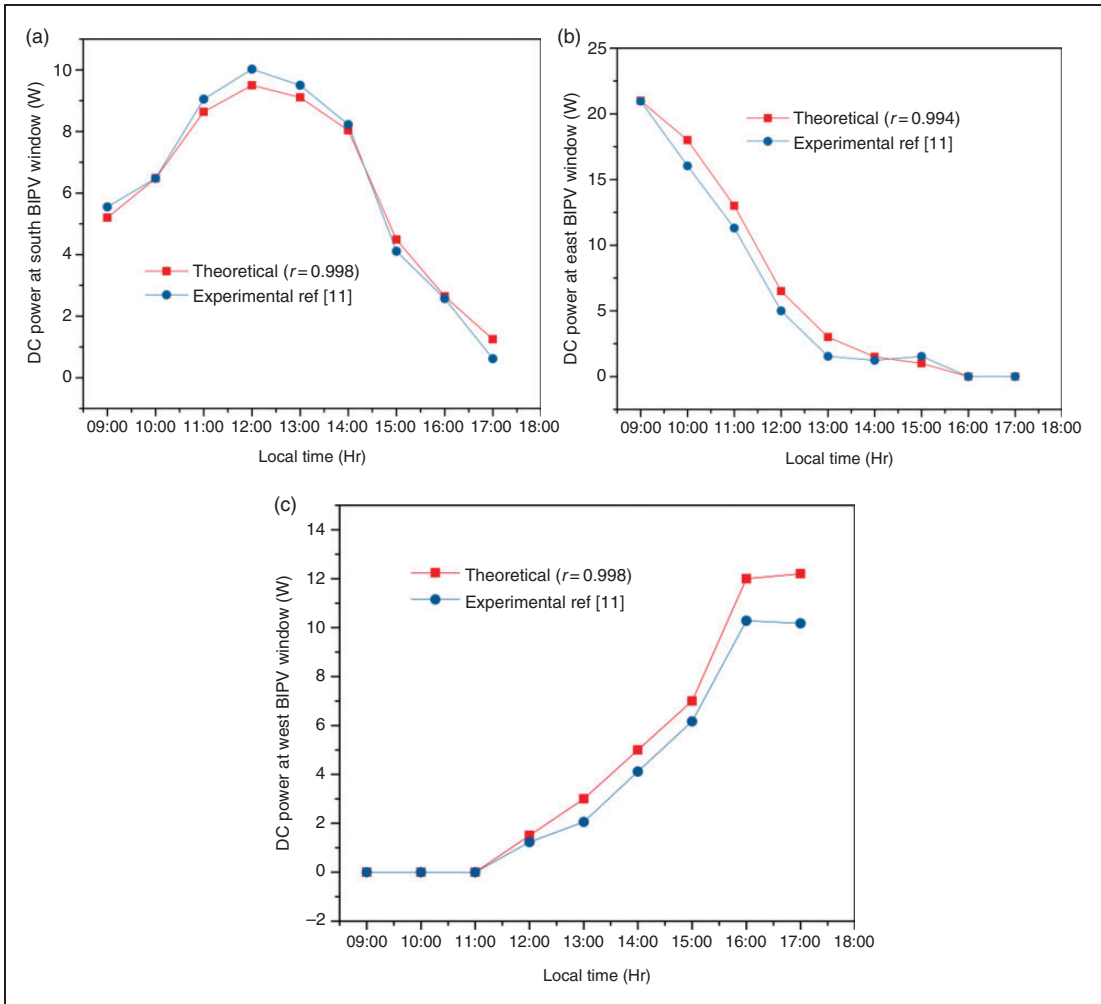 (a)
DC power at south BIPV window (W)
10
8
6
4
2
0
Theoretical (r = 0.998)
Experimental ref [11]
09:00 10:00 11:00 12:00 13:00 14:00 15:00 16:00 17:00 18:00
Local time (Hr)
(b)
DC power at east BIPV window (W)
25
20
15
10
5
0
Theoretical (r = 0.994)
Experimental ref [11]
09:00 10:00 11:00 12:00 13:00 14:00 15:00 16:00 17:00 18:00
Local time (Hr)
(c)
DC power at west BIPV window (W)
14
12
10
8
6
4
2
0
–2
Theoretical (r = 0.998)
Experimental ref [11]
09:00 10:00 11:00 12:00 13:00 14:00 15:00 16:00 17:00 18:00
Local time (Hr)